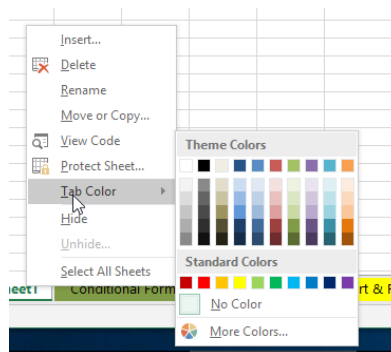 Insert...
Delete
Rename
Move or Copy...
View Code
Protect Sheet...
Tab Color
Hide
Unhide...
Select All Sheets
Theme Colors
Standard Colors
No Color
More Colors...
Conditional Form
rt &